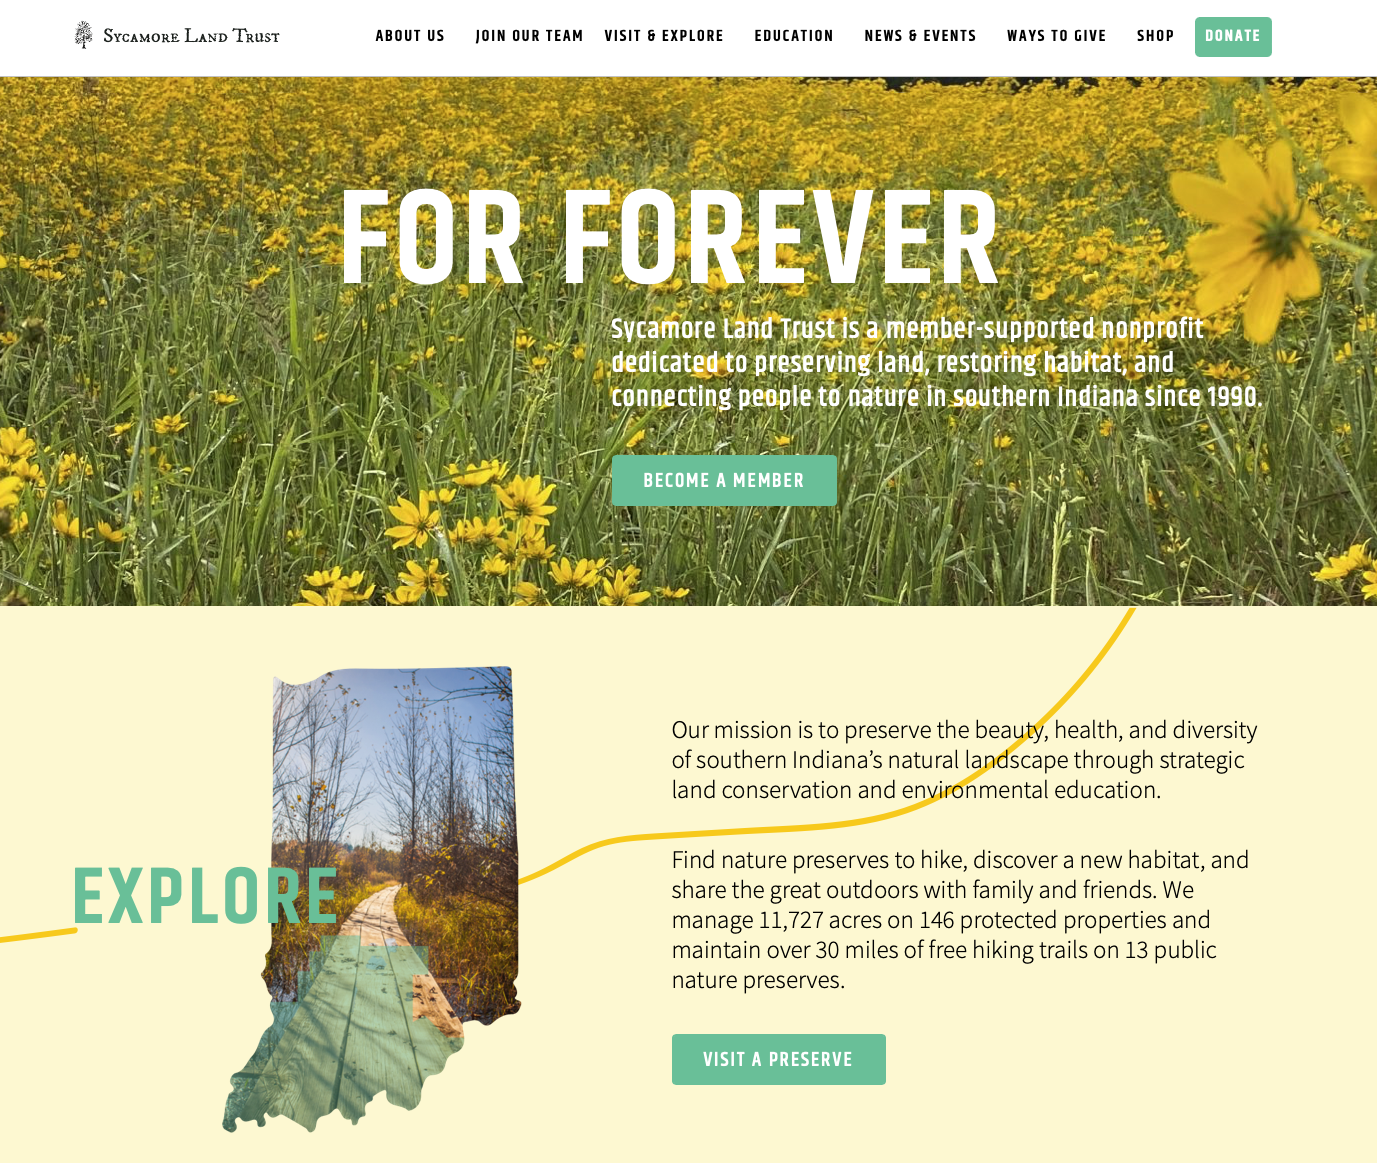 Sycamore Land Trust
ABOUT US
JOIN OUR TEAM
VISIT & EXPLORE
EDUCATION
NEWS & EVENTS
WAYS TO GIVE
SHOP
DONATE
FOR FOREVER
Sycamore Land Trust is a member-supported nonprofit
dedicated to preserving land, restoring habitat, and
connecting people to nature in southern Indiana since 1990.
BECOME A MEMBER
EXPLORE
Our mission is to preserve the beauty, health, and diversity
of southern Indiana’s natural landscape through strategic
land conservation and environmental education.
Find nature preserves to hike, discover a new habitat, and
share the great outdoors with family and friends. We
manage 11,727 acres on 146 protected properties and
maintain over 30 miles of free hiking trails on 13 public
nature preserves.
VISIT A PRESERVE